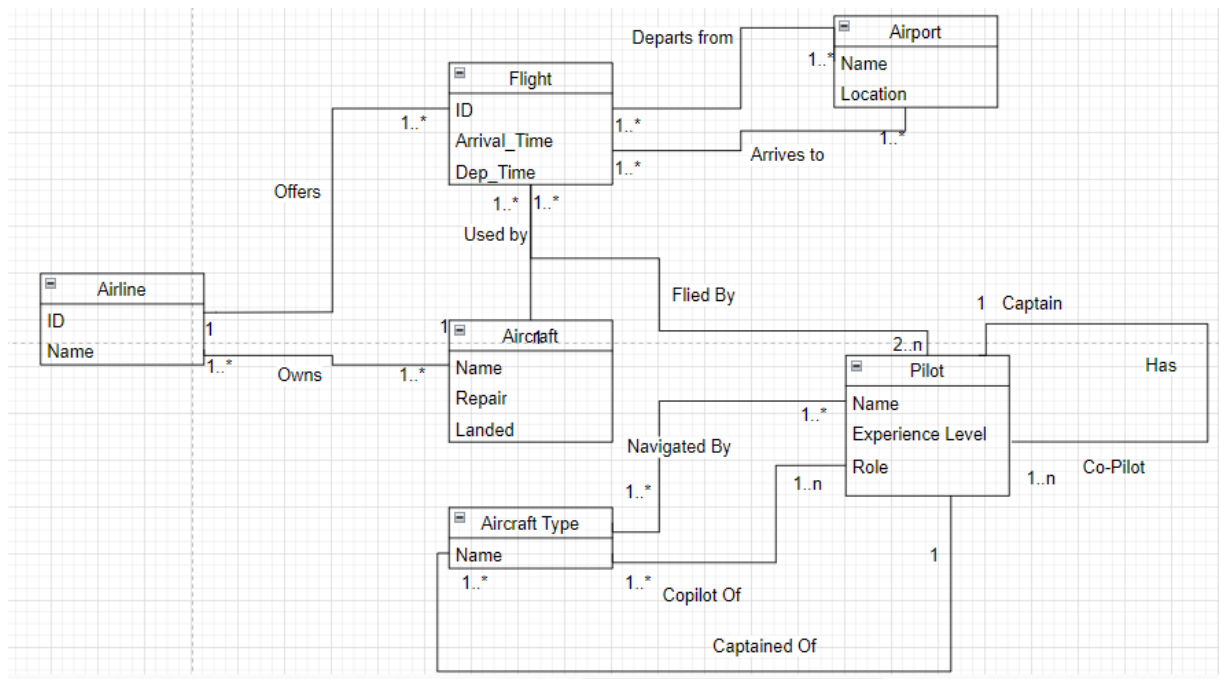 Departs from
Airport
1..*
Name
Location
Flight
ID
Arrival_Time
Dep_Time
1..*
1..*
1..*
1..*
Arrives to
Offers
1..*
1..*
Used by
Airline
ID
Name
1
1..*
Owns
1..*
Flied By
1
Captain
1
Aircraft
1
Name
Repair
Landed
2..n
Pilot
Name
Experience Level
Role
Has
1..*
Navigated By
1..n
1..n
Co-Pilot
1..*
Aircraft Type
Name
1..*
1..*
Copilot Of
1
Captained Of